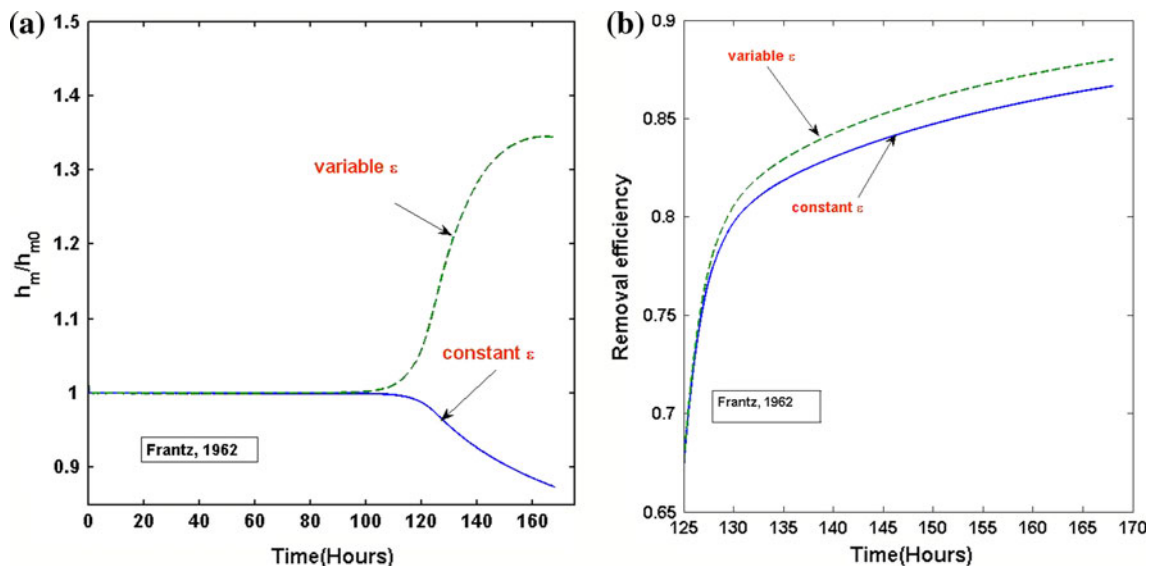 (a)
1.5
1.4
1.3
1.2
1.1
1
0.9
h_m/h_m0
variable ε
constant ε
Frantz, 1962
0 20 40 60 80 100 120 140 160
Time(Hours)
(b)
0.9
0.85
0.8
0.75
0.7
0.65
Removal efficiency
variable ε
constant ε
Frantz, 1962
125 130 135 140 145 150 155 160 165 170
Time(Hours)